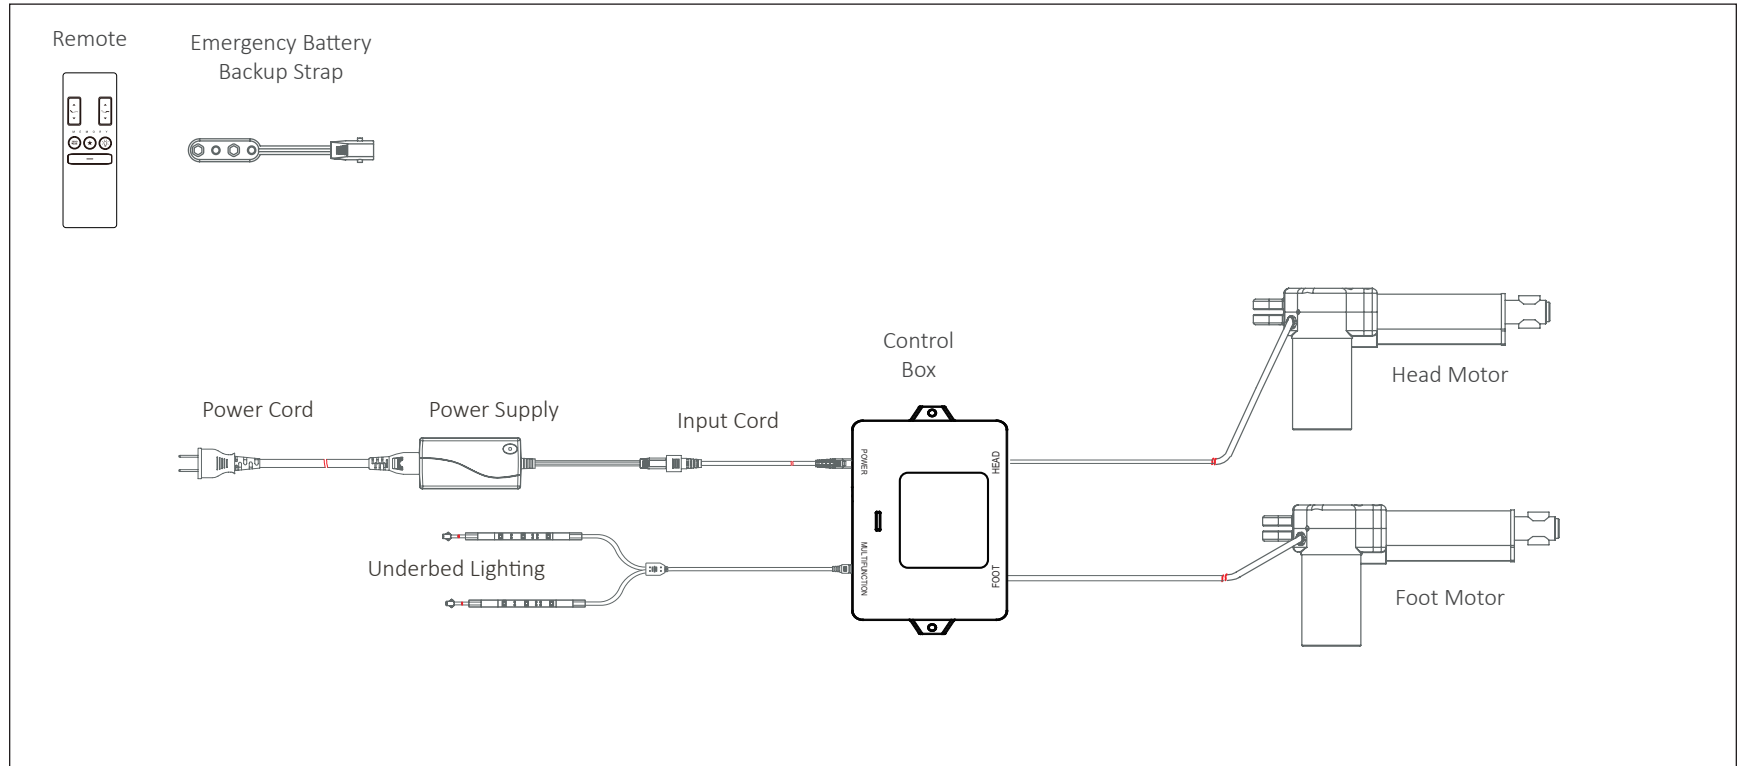 Remote
Emergency Battery
Backup Strap
MEMORY
Control
Box
Head Motor
Power Cord
Power Supply
Input Cord
POWER
HEAD
Underbed Lighting
MULTIFUNCTION
FOOT
Foot Motor